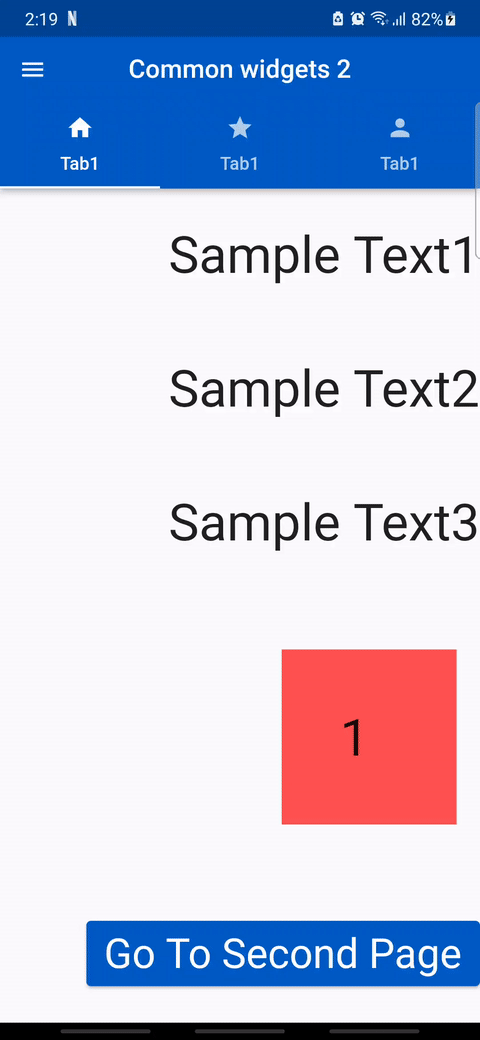 2:19 N 82%
Common widgets 2
Tab1 Tab1 Tab1
Sample Text1
Sample Text2
Sample Text3
1
Go To Second Page